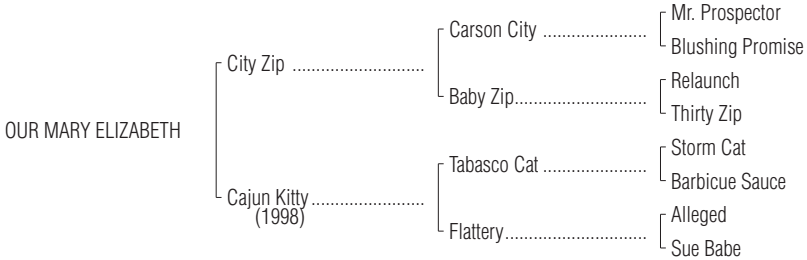 Mr. Prospector
Carson City ......................
Blushing Promise
City Zip ............................
Relaunch
Baby Zip............................
Thirty Zip
OUR MARY ELIZABETH
Storm Cat
Tabasco Cat ......................
Barbicue Sauce
Cajun Kitty........................
(1998)
Alleged
Flattery..............................
Sue Babe